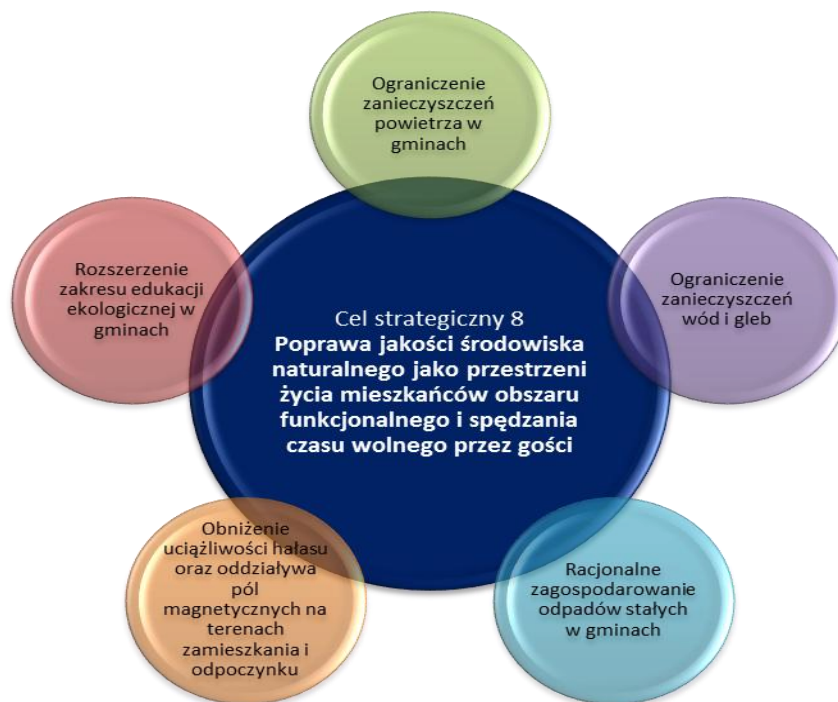 Ograniczenie
zanieczyszczeń
powietrza w
gminach
Rozszerzenie
zakresu edukacji
ekologicznej w
gminach
Ograniczenie
zanieczyszczeń
wód i gleb
Cel strategiczny 8
Poprawa jakości środowiska
naturalnego jako przestrzeni
życia mieszkańców obszaru
funkcjonalnego i spędzania
czasu wolnego przez gości
Obniżenie
uciążliwości hałasu
oraz oddziaływa
pól
magnetycznych na
terenach
zamieszkania i
odpoczynku
Racjonalne
zagospodarowanie
odpadów stałych
w gminach